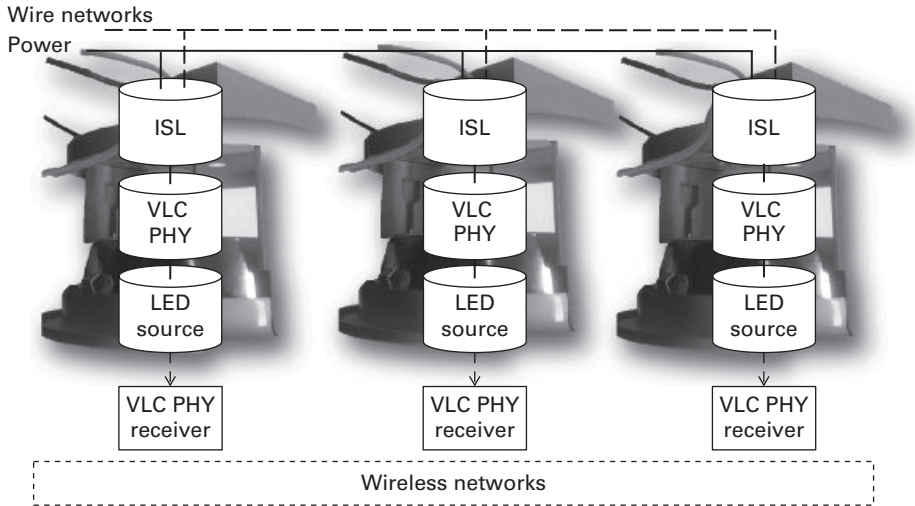 Wire networks
Power
ISL
ISL
ISL
VLC
PHY
VLC
PHY
VLC
PHY
LED
source
LED
source
LED
source
VLC PHY
receiver
VLC PHY
receiver
VLC PHY
receiver
Wireless networks